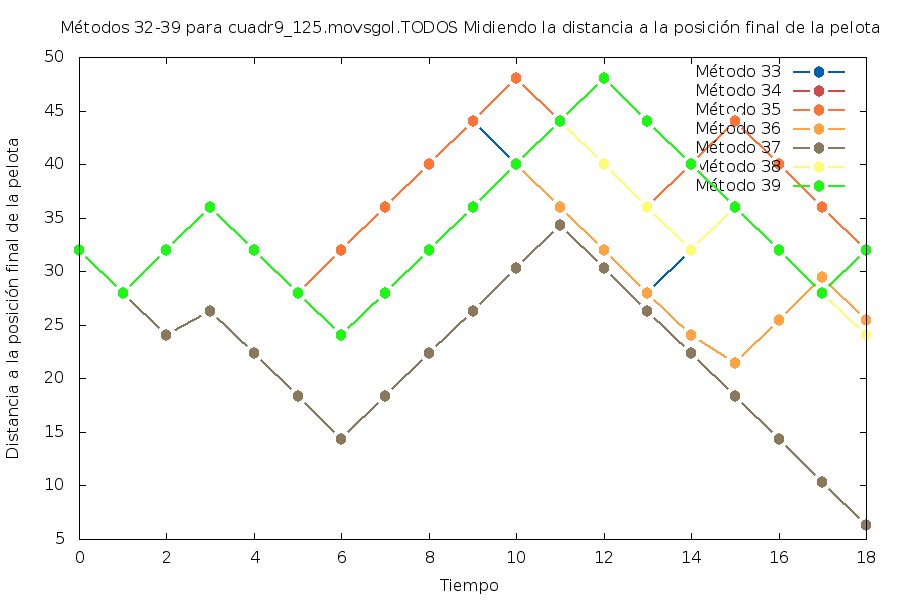 Métodos 32-39 para cuadr9_125.movsgol.TODOS Midiendo la distancia a la posición final de la pelota
50
45
40
35
30
25
20
15
10
5
Distancia a la posición final de la pelota
Método 33
Método 34
Método 35
Método 36
Método 37
Método 38
Método 39
0 2 4 6 8 10 12 14 16 18
Tiempo